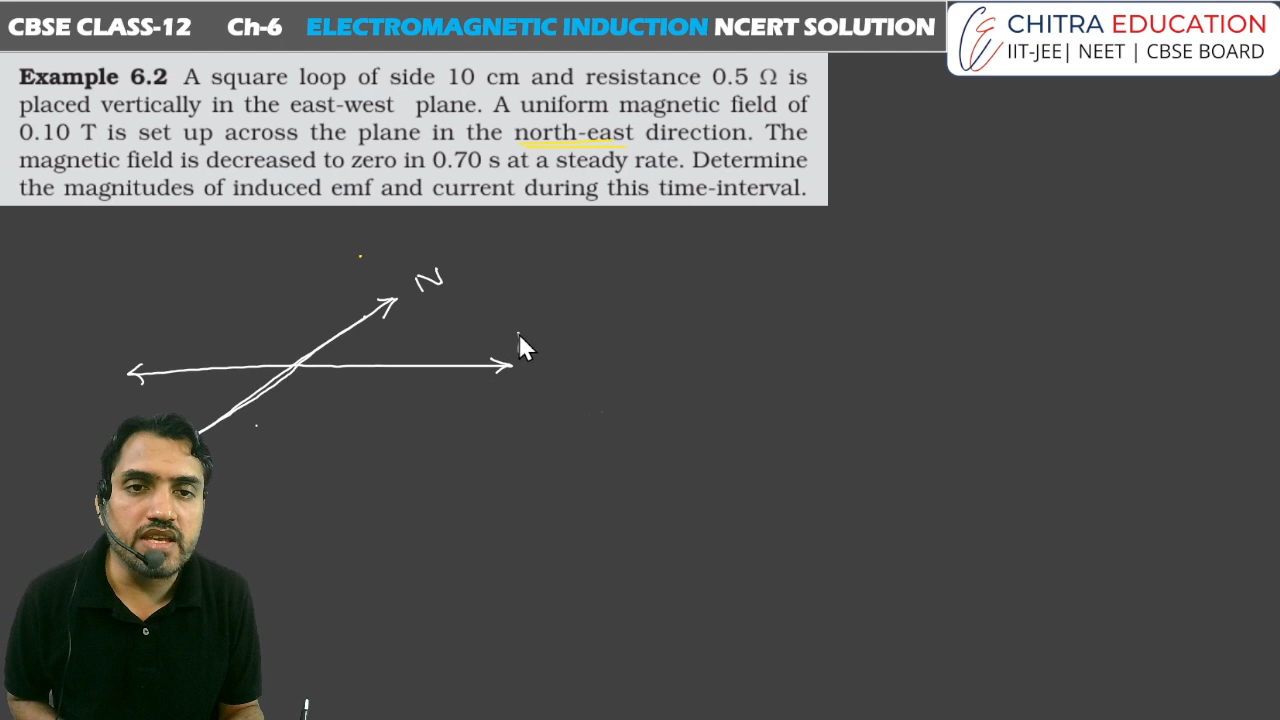 CBSE CLASS-12 Ch-6 ELECTROMAGNETIC INDUCTION NCERT SOLUTION
CHITRA EDUCATION
IIT-JEE| NEET | CBSE BOARD
Example 6.2 A square loop of side 10 cm and resistance 0.5 Ω is
placed vertically in the east-west plane. A uniform magnetic field of
0.10 T is set up across the plane in the north-east direction. The
magnetic field is decreased to zero in 0.70 s at a steady rate. Determine
the magnitudes of induced emf and current during this time-interval.
N